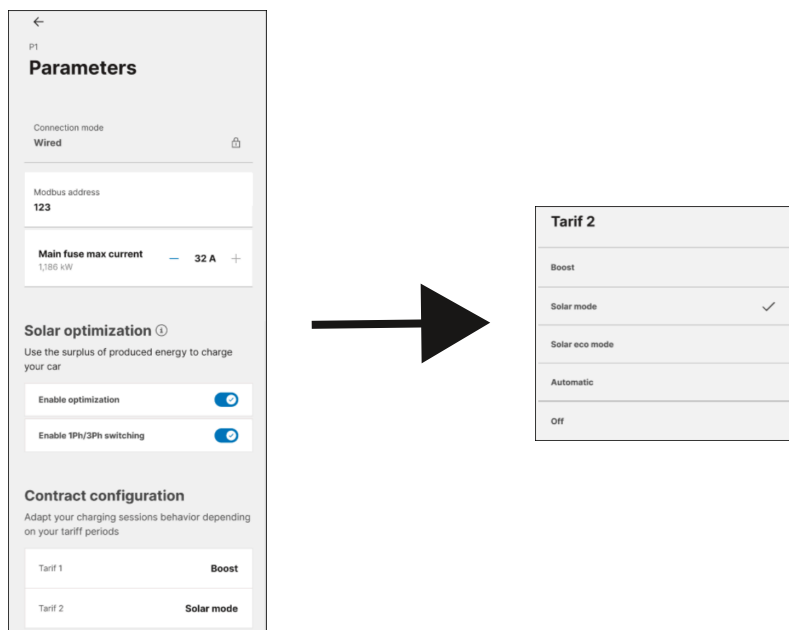 P1
Parameters
Connection mode
Wired
Modbus address
123
Main fuse max current
1,186 kW
32 A
Solar optimization
Use the surplus of produced energy to charge
your car
Enable optimization
Enable 1Ph/3Ph switching
Contract configuration
Adapt your charging sessions behavior depending
on your tariff periods
Tarif 1 Boost
Tarif 2 Solar mode
Tarif 2
Boost
Solar mode
Solar eco mode
Automatic
Off